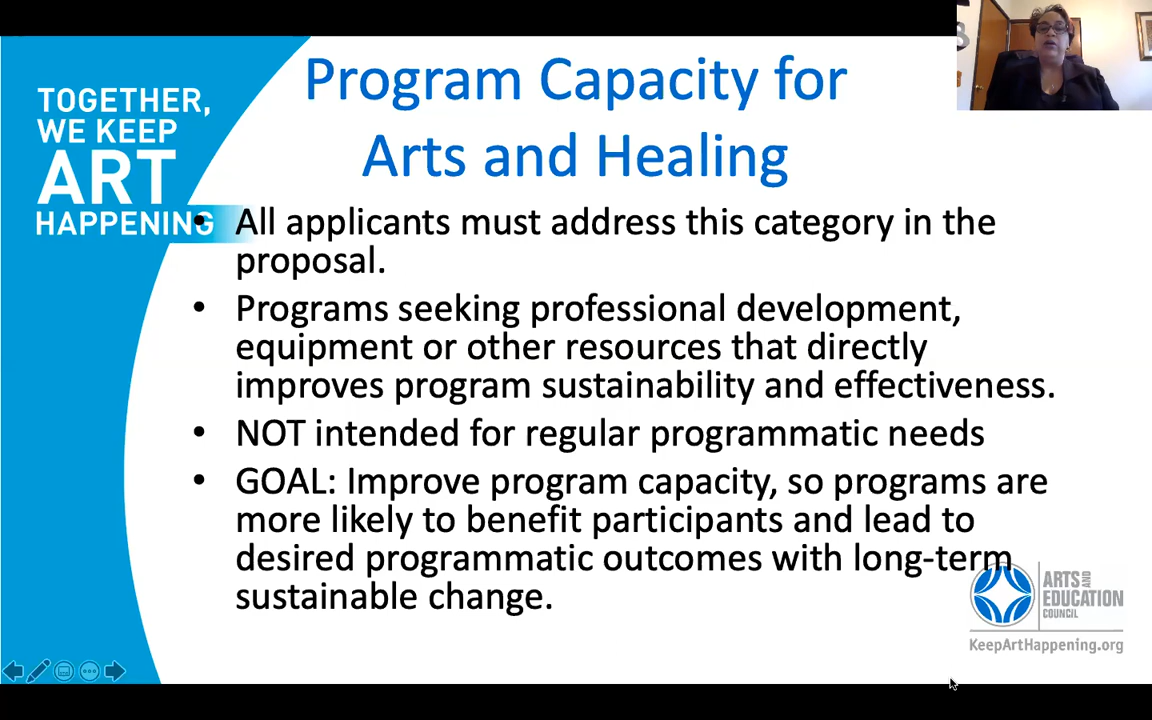 TOGETHER,
WE KEEP
ART
HAPPENING
Program Capacity for
Arts and Healing
• All applicants must address this category in the
proposal.
• Programs seeking professional development,
equipment or other resources that directly
improves program sustainability and effectiveness.
• NOT intended for regular programmatic needs
• GOAL: Improve program capacity, so programs are
more likely to benefit participants and lead to
desired programmatic outcomes with long-term
sustainable change.
ARTS AND
EDUCATION
COUNCIL
KeepArtHappening.org